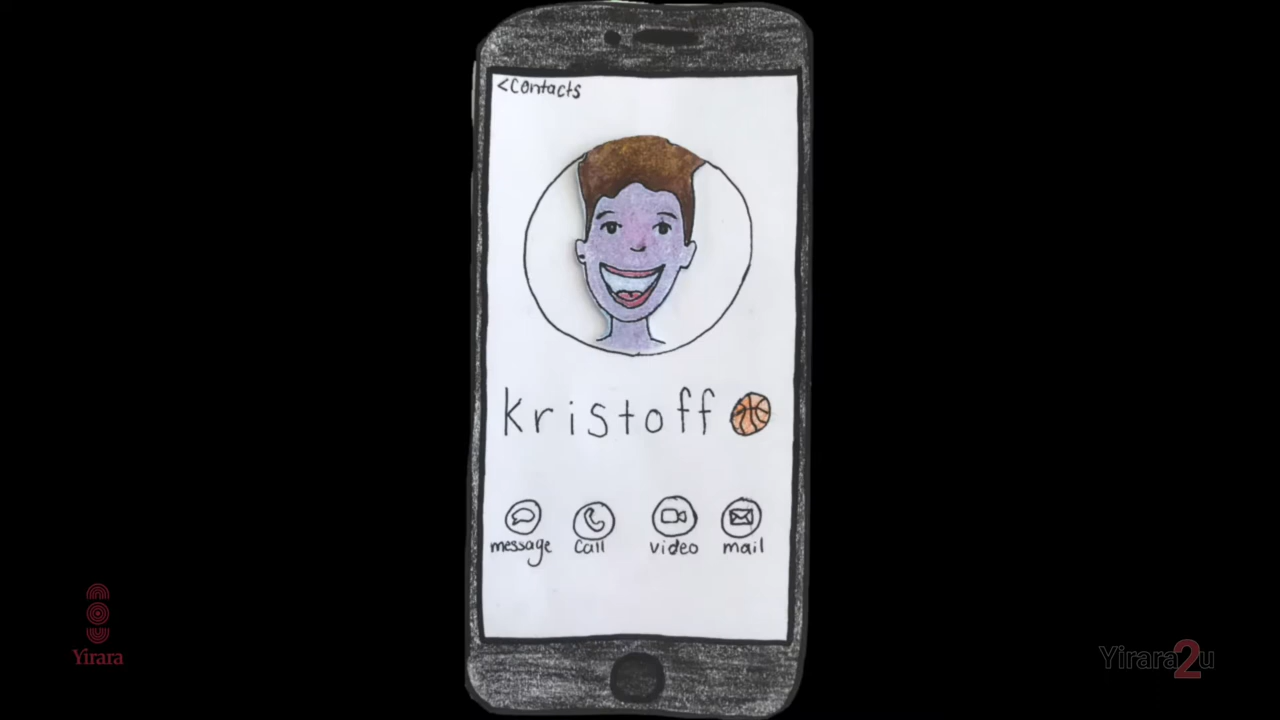 <Contacts
Kristoff
message call video mail
Yirara
Yirara2u